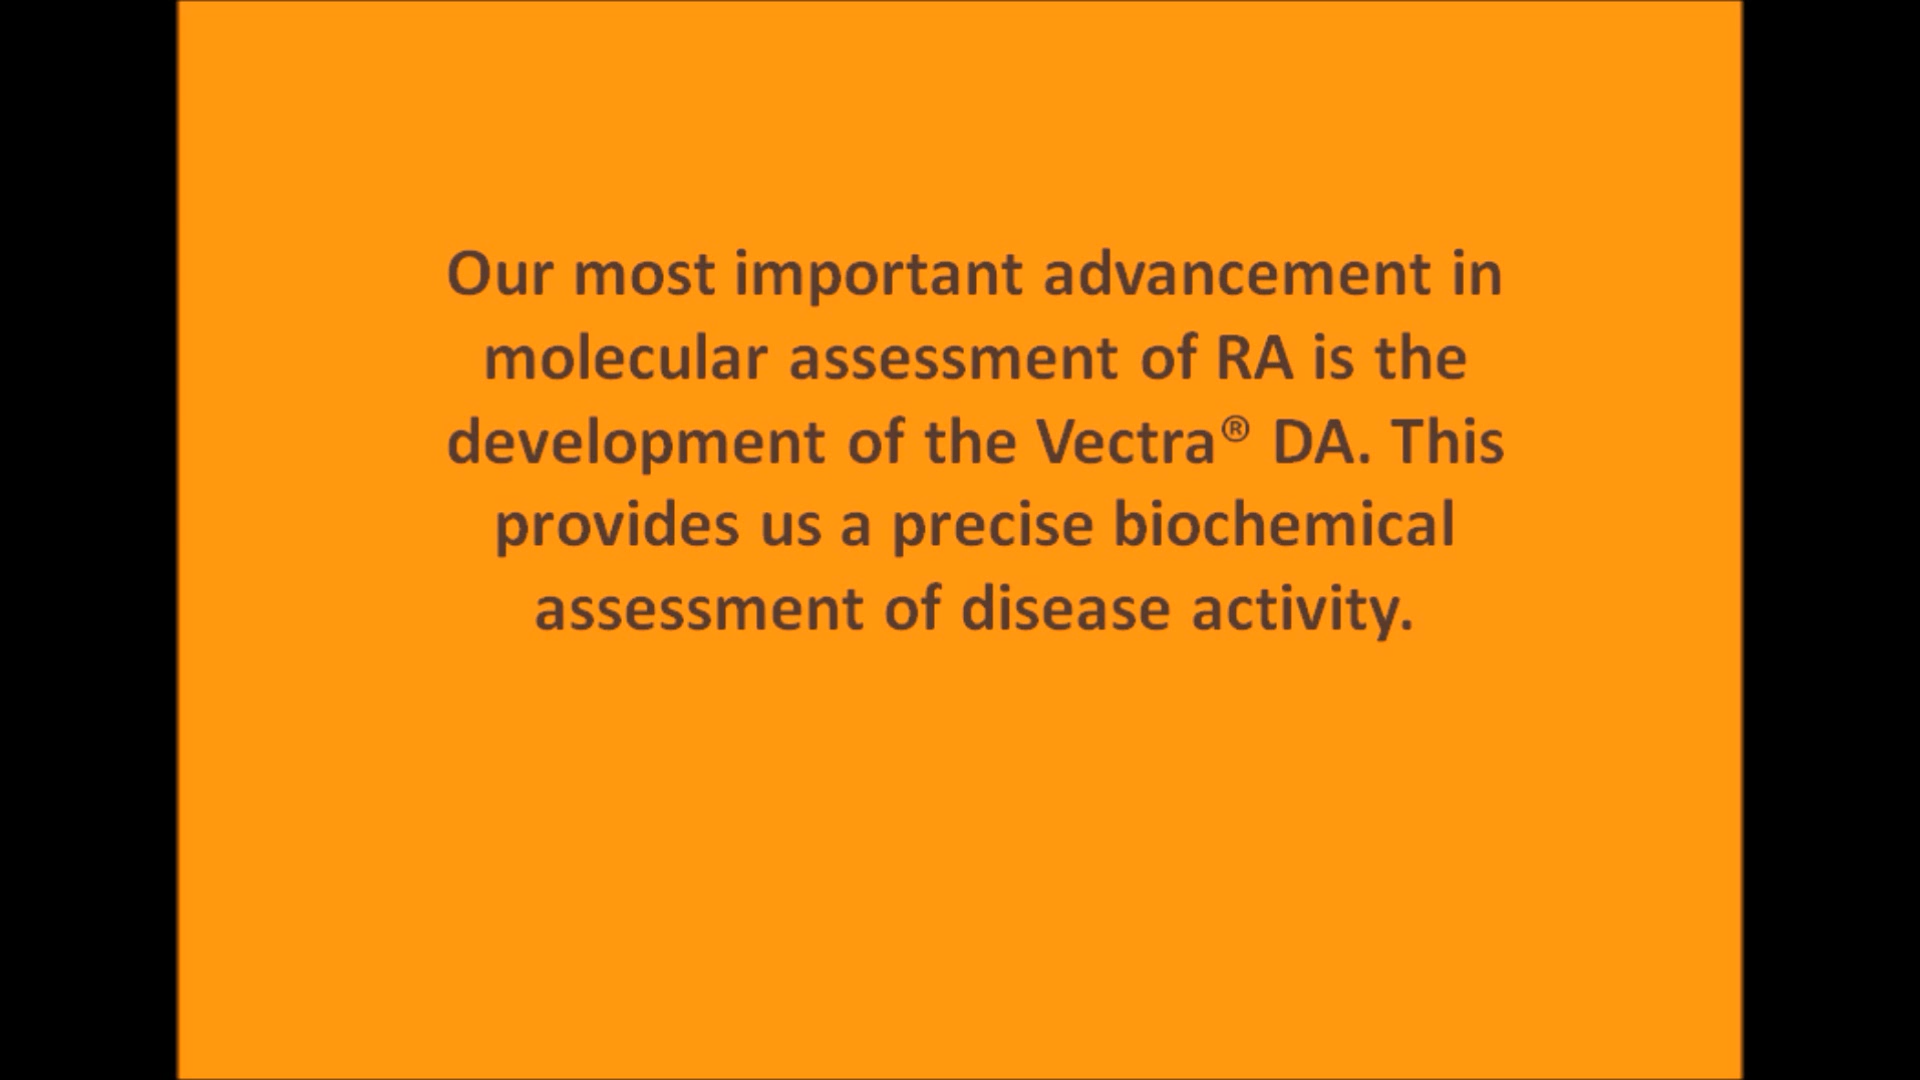 Our most important advancement in
molecular assessment of RA is the
development of the Vectra® DA. This
provides us a precise biochemical
assessment of disease activity.